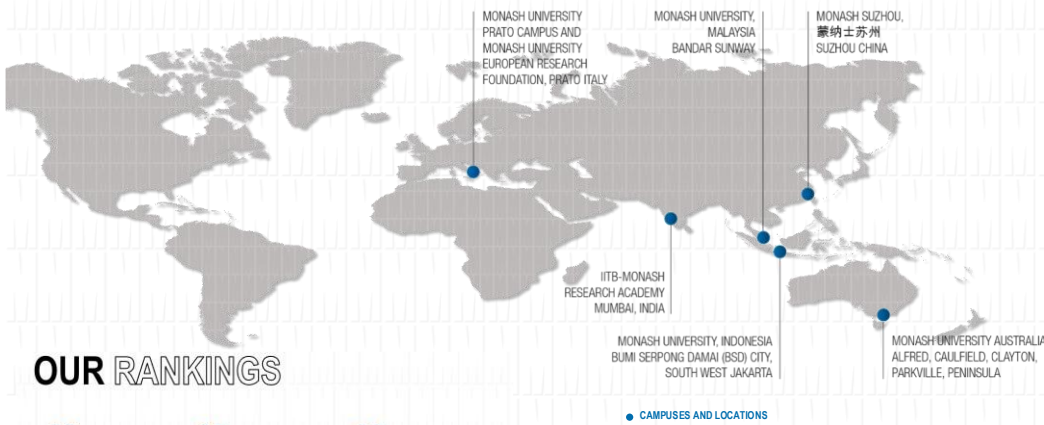 MONASH UNIVERSITY
PRATO CAMPUS AND
MONASH UNIVERSITY
EUROPEAN RESEARCH
FOUNDATION, PRATO ITALY
MONASH UNIVERSITY,
MALAYSIA
BANDAR SUNWAY
MONASH SUZHOU,
蒙纳士苏州
SUZHOU CHINA
IITB-MONASH
RESEARCH ACADEMY
MUMBAI, INDIA
MONASH UNIVERSITY, INDONESIA
BUMI SERPONG DAMAI (BSD) CITY,
SOUTH WEST JAKARTA
MONASH UNIVERSITY AUSTRALIA
ALFRED, CAULFIELD, CLAYTON,
PARKVILLE, PENINSULA
OUR RANKINGS
CAMPUSES AND LOCATIONS